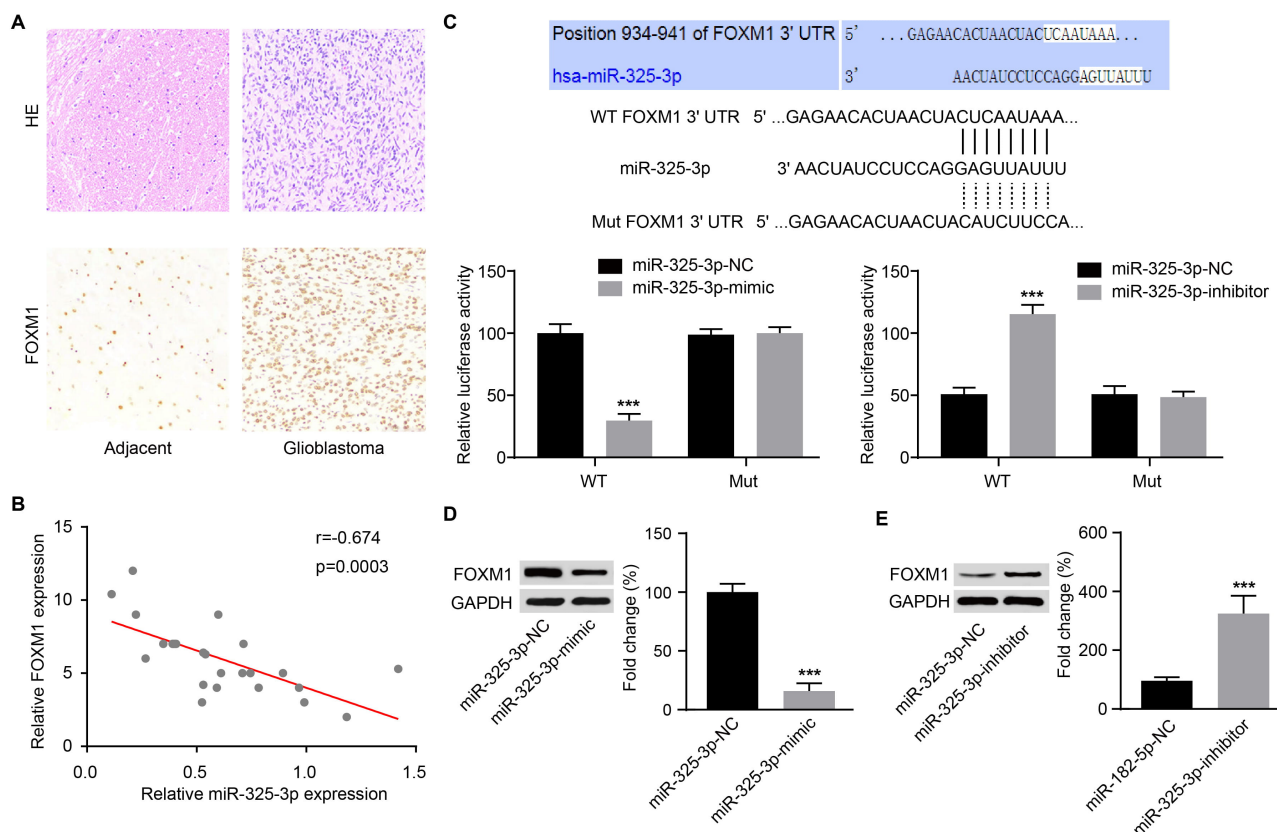 A
HE
FOXM1
Adjacent
Glioblastoma
B
Relative FOXM1 expression
15
10
5
0
r=-0.674
p=0.0003
0.0
0.5
1.0
1.5
Relative miR-325-3p expression
C
Position 934-941 of FOXM1 3' UTR 5' ...GAGAACACUAACUACUCAAUAAA...
hsa-miR-325-3p 3' AACUAUCCUCCAGGAGUUAUUU
WT FOXM1 3' UTR 5' ...GAGAACACUAACUACUCAAUAAA...
miR-325-3p 3' AACUAUCCUCCAGGAGUUAUUU
Mut FOXM1 3' UTR 5' ...GAGAACACUAACUACAUCUUCCA...
Relative luciferase activity
150
100
50
0
miR-325-3p-NC
miR-325-3p-mimic
***
WT
Mut
Relative luciferase activity
150
100
50
0
miR-325-3p-NC
miR-325-3p-inhibitor
***
WT
Mut
D
FOXM1
GAPDH
miR-325-3p-NC
miR-325-3p-mimic
Fold change (%)
150
100
50
0
***
miR-325-3p-NC
miR-325-3p-mimic
E
FOXM1
GAPDH
miR-325-3p-NC
miR-325-3p-inhibitor
Fold change (%)
600
400
200
0
***
miR-182-5p-NC
miR-325-3p-inhibitor